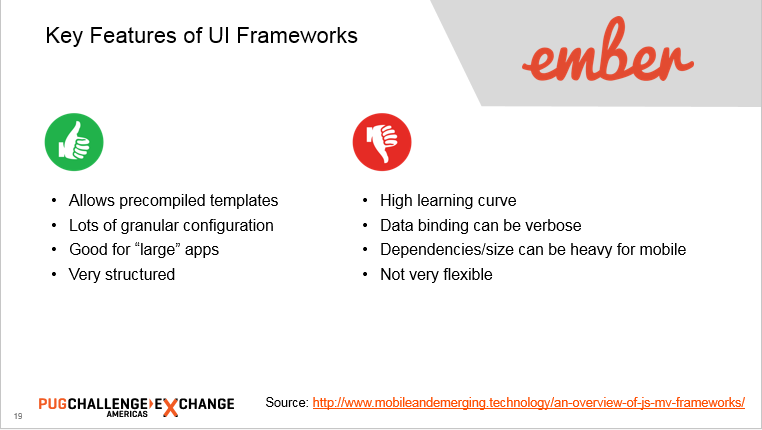 Key Features of UI Frameworks
ember
• Allows precompiled templates
• Lots of granular configuration
• Good for “large” apps
• Very structured
• High learning curve
• Data binding can be verbose
• Dependencies/size can be heavy for mobile
• Not very flexible
19
PUGCHALLENGE EXCHANGE
AMERICAS
Source: http://www.mobileandemerging.technology/an-overview-of-js-mv-frameworks/